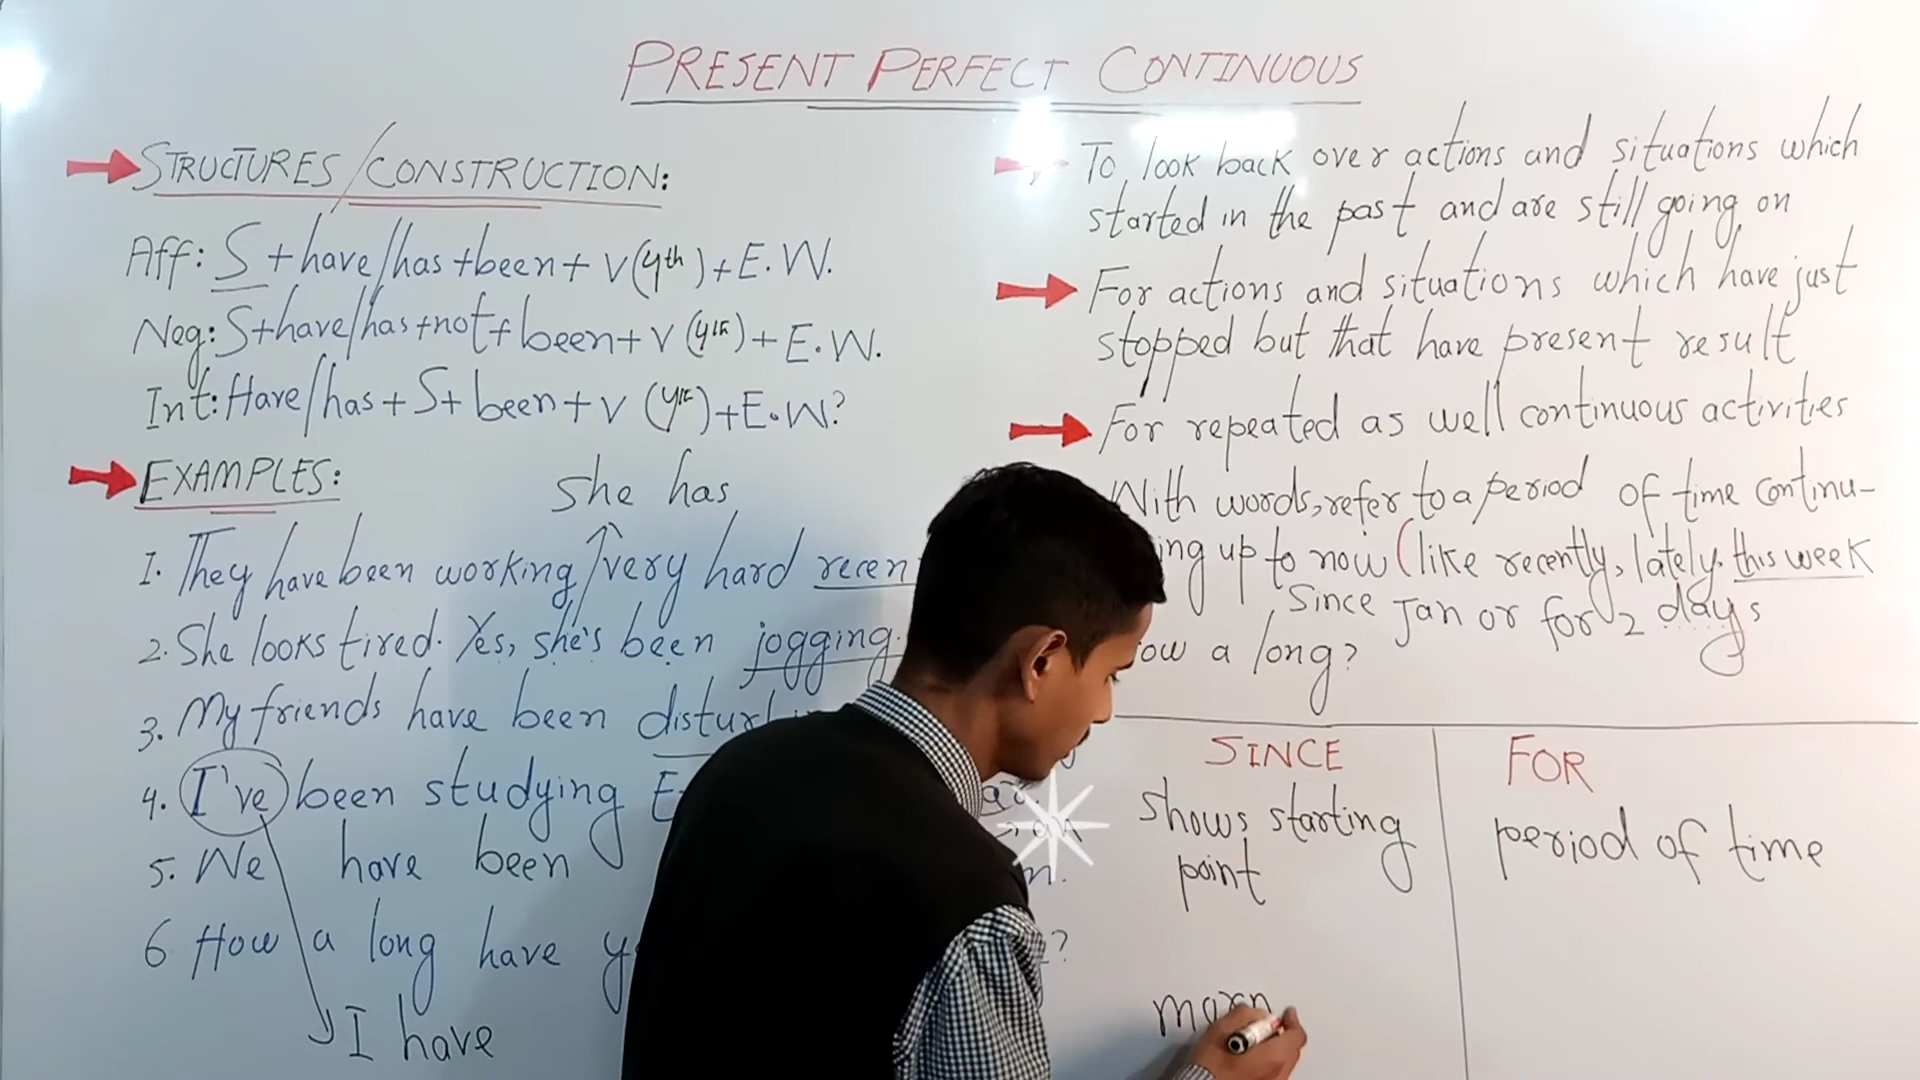 PRESENT PERFECT CONTINUOUS
STRUCTURES/CONSTRUCTION:
Aff: S+have/has+been+V(4th)+E.W.
Neg: S+have/has+not+been+V(4th)+E.W.
Int: Have/has+S+been+V(4th)+E.W?
EXAMPLES:
She has
1. They have been working very hard recen
2. She looks tired. Yes, she's been jogging.
3. My friends have been
4. I've been studying E
5. We have been
6 How a long have y
I have
To look back over actions and situations which
started in the past and are still going on
For actions and situations which have just
stopped but that have present result
For repeated as well continuous activities
With words, refer to a period of time continu-
ing up to now (like recently, lately, this week
Since Jan or for 2 days
ow a long?
SINCE
shows starting
point
morn
FOR
period of time